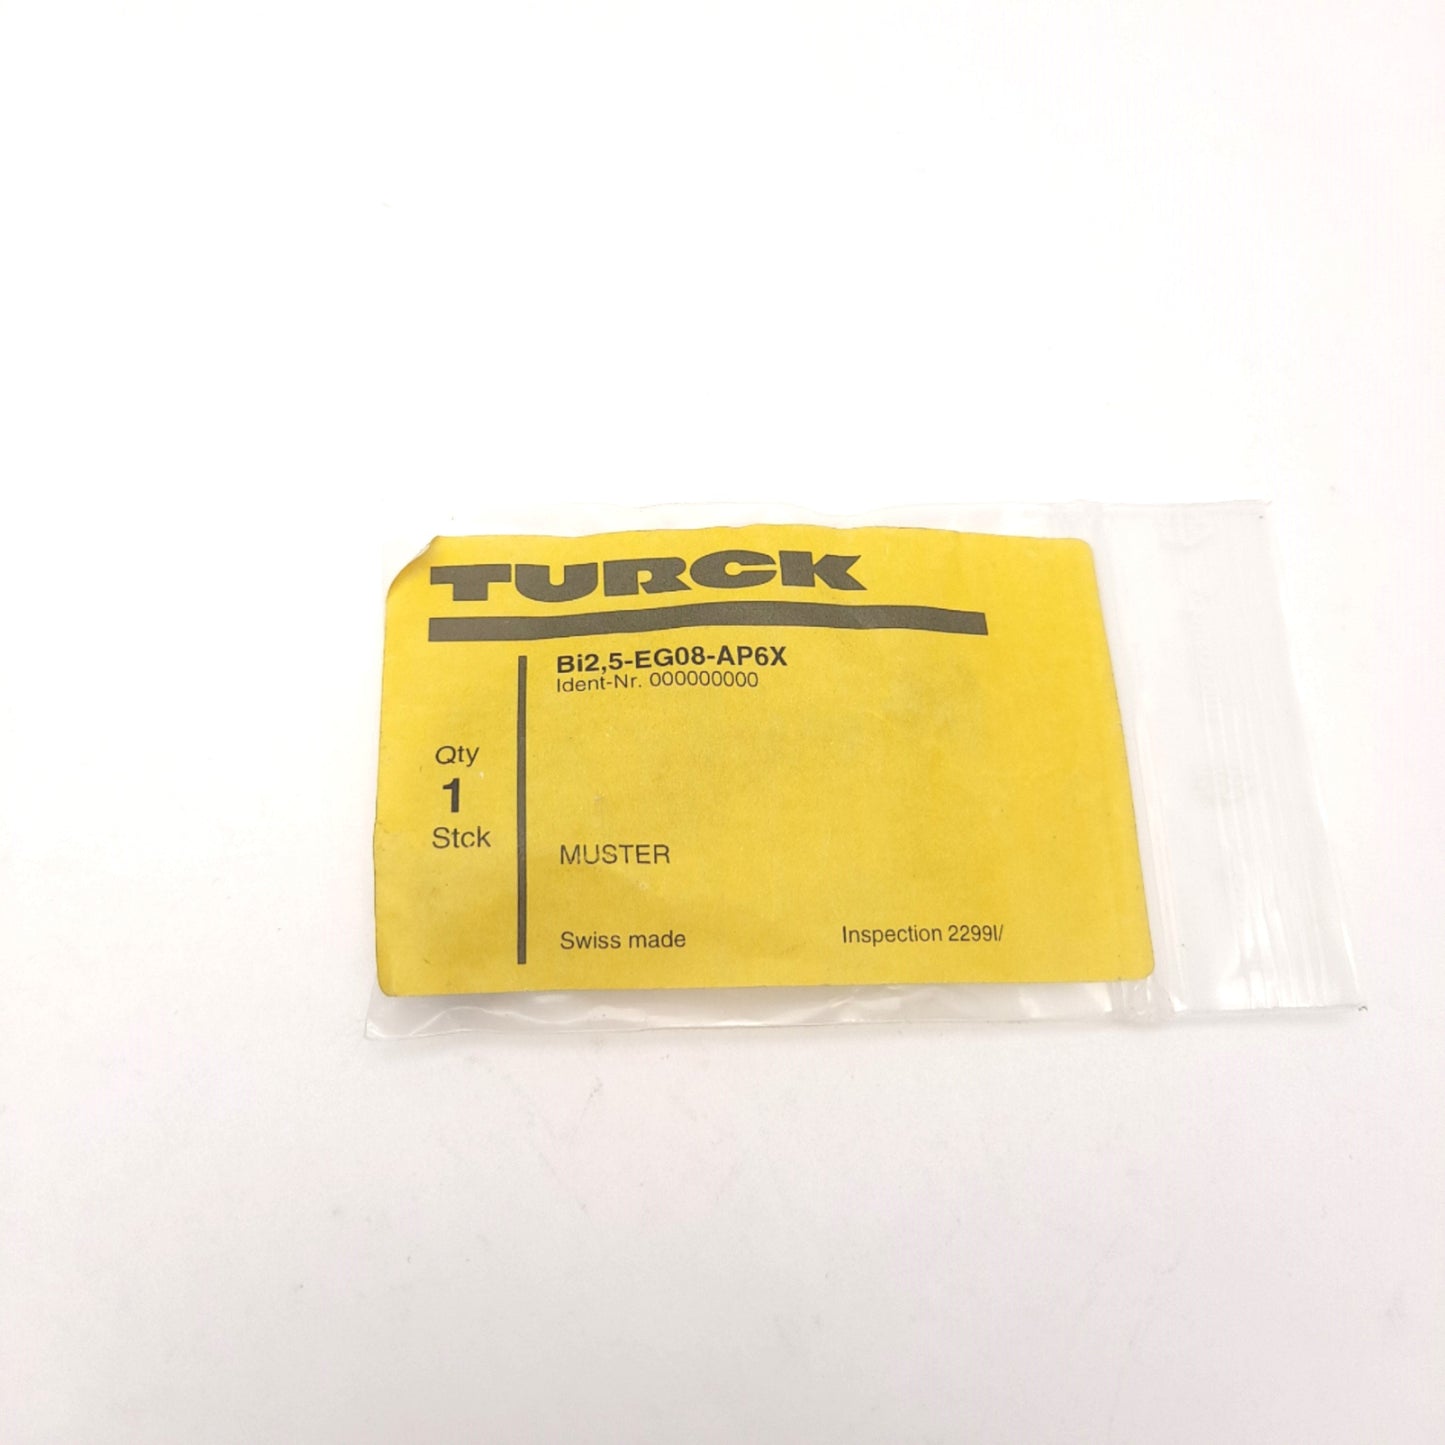 TURCK
Bi2,5-EG08-AP6X
Ident-Nr. 000000000
Qty
1
Stck
MUSTER
Swiss made
Inspection 2299I/